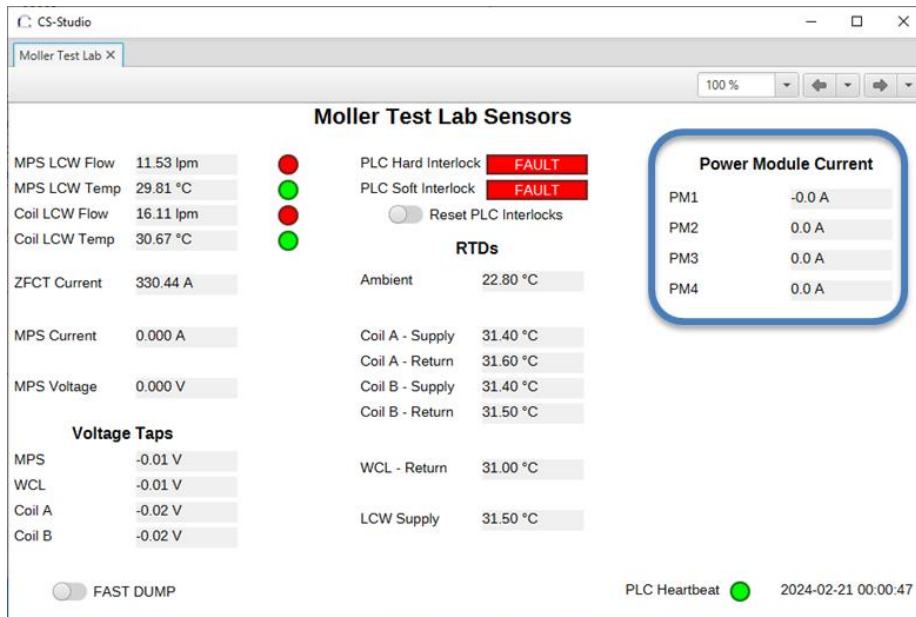 CS-Studio
Moller Test Lab
100 %
Moller Test Lab Sensors
MPS LCW Flow 11.53 lpm
MPS LCW Temp 29.81 °C
Coil LCW Flow 16.11 lpm
Coil LCW Temp 30.67 °C
ZFCT Current 330.44 A
MPS Current 0.000 A
MPS Voltage 0.000 V
Voltage Taps
MPS -0.01 V
WCL -0.01 V
Coil A -0.02 V
Coil B -0.02 V
FAST DUMP
PLC Hard Interlock FAULT
PLC Soft Interlock FAULT
Reset PLC Interlocks
RTDs
Ambient 22.80 °C
Coil A - Supply 31.40 °C
Coil A - Return 31.60 °C
Coil B - Supply 31.40 °C
Coil B - Return 31.50 °C
WCL - Return 31.00 °C
LCW Supply 31.50 °C
Power Module Current
PM1 -0.0 A
PM2 0.0 A
PM3 0.0 A
PM4 0.0 A
PLC Heartbeat 2024-02-21 00:00:47